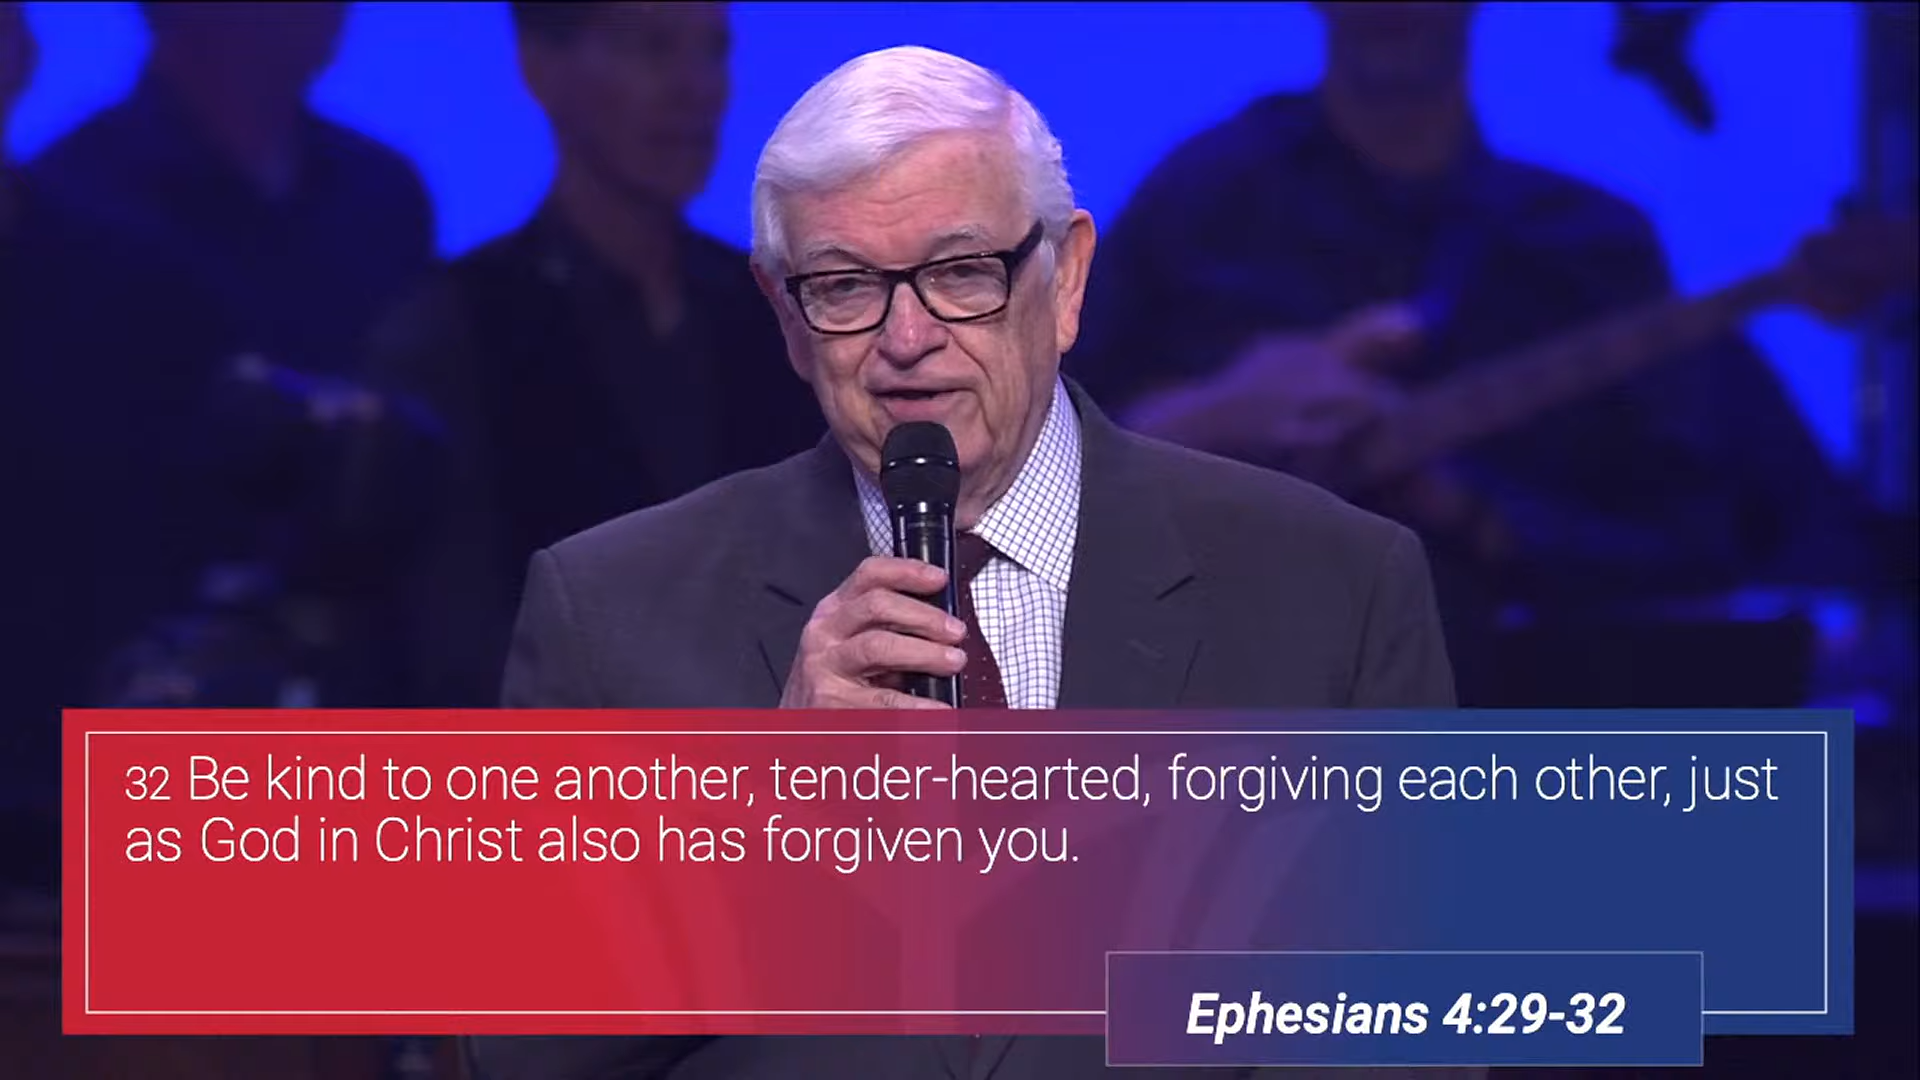 32 Be kind to one another, tender-hearted, forgiving each other, just
as God in Christ also has forgiven you.
Ephesians 4:29-32